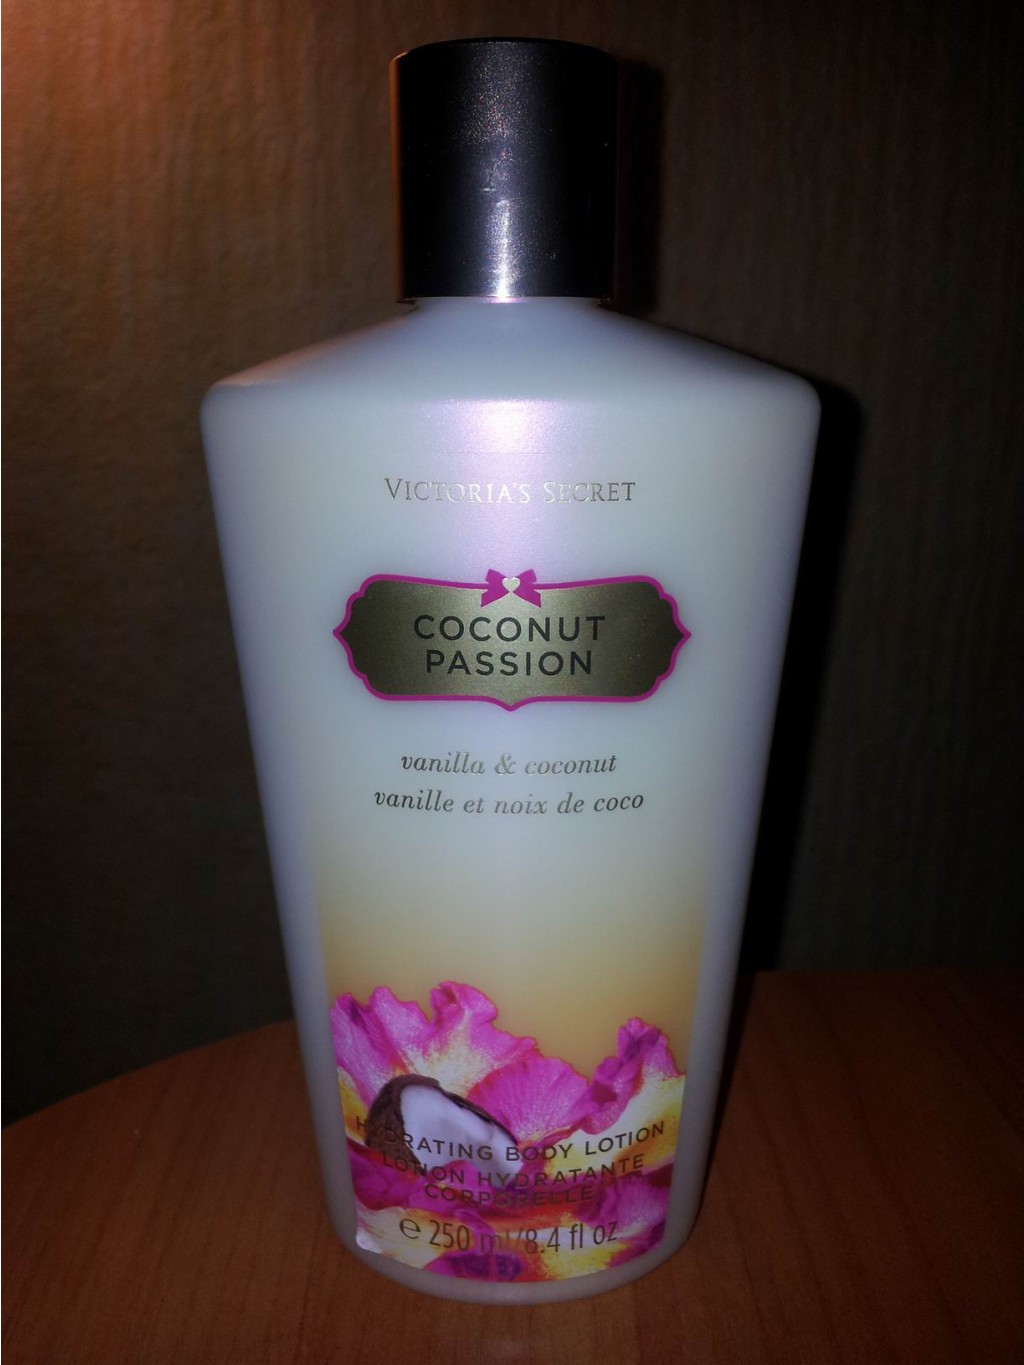 VICTORIA'S SECRET
COCONUT
PASSION
vanilla & coconut
vanille et noix de coco
HYDRATING BODY LOTION
LOTION HYDRATANTE
CORPORELLE
℮ 250 ml/8.4 fl oz